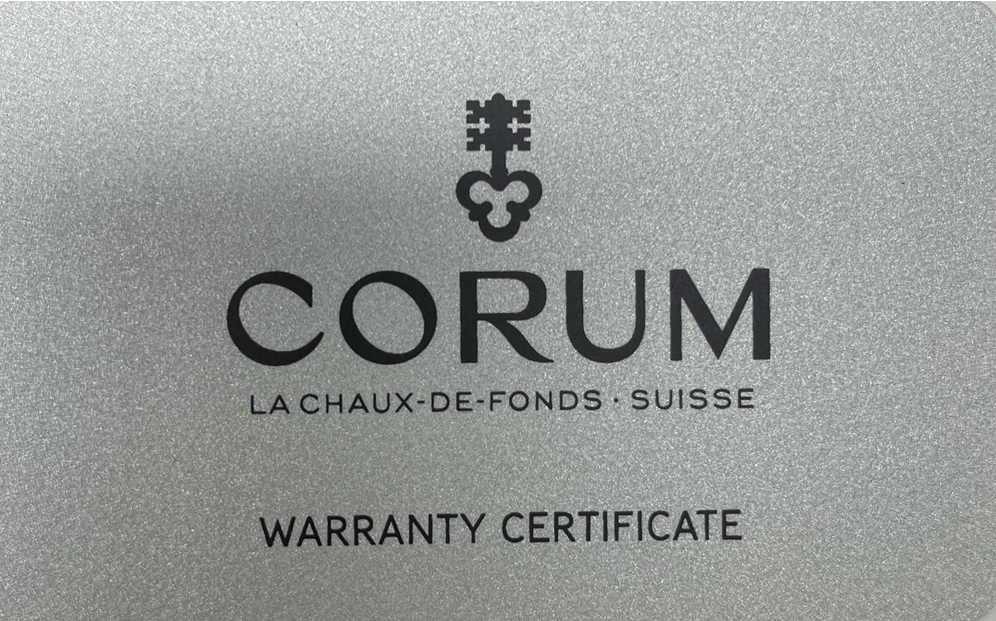 CORUM
LA CHAUX-DE-FONDS · SUISSE
WARRANTY CERTIFICATE